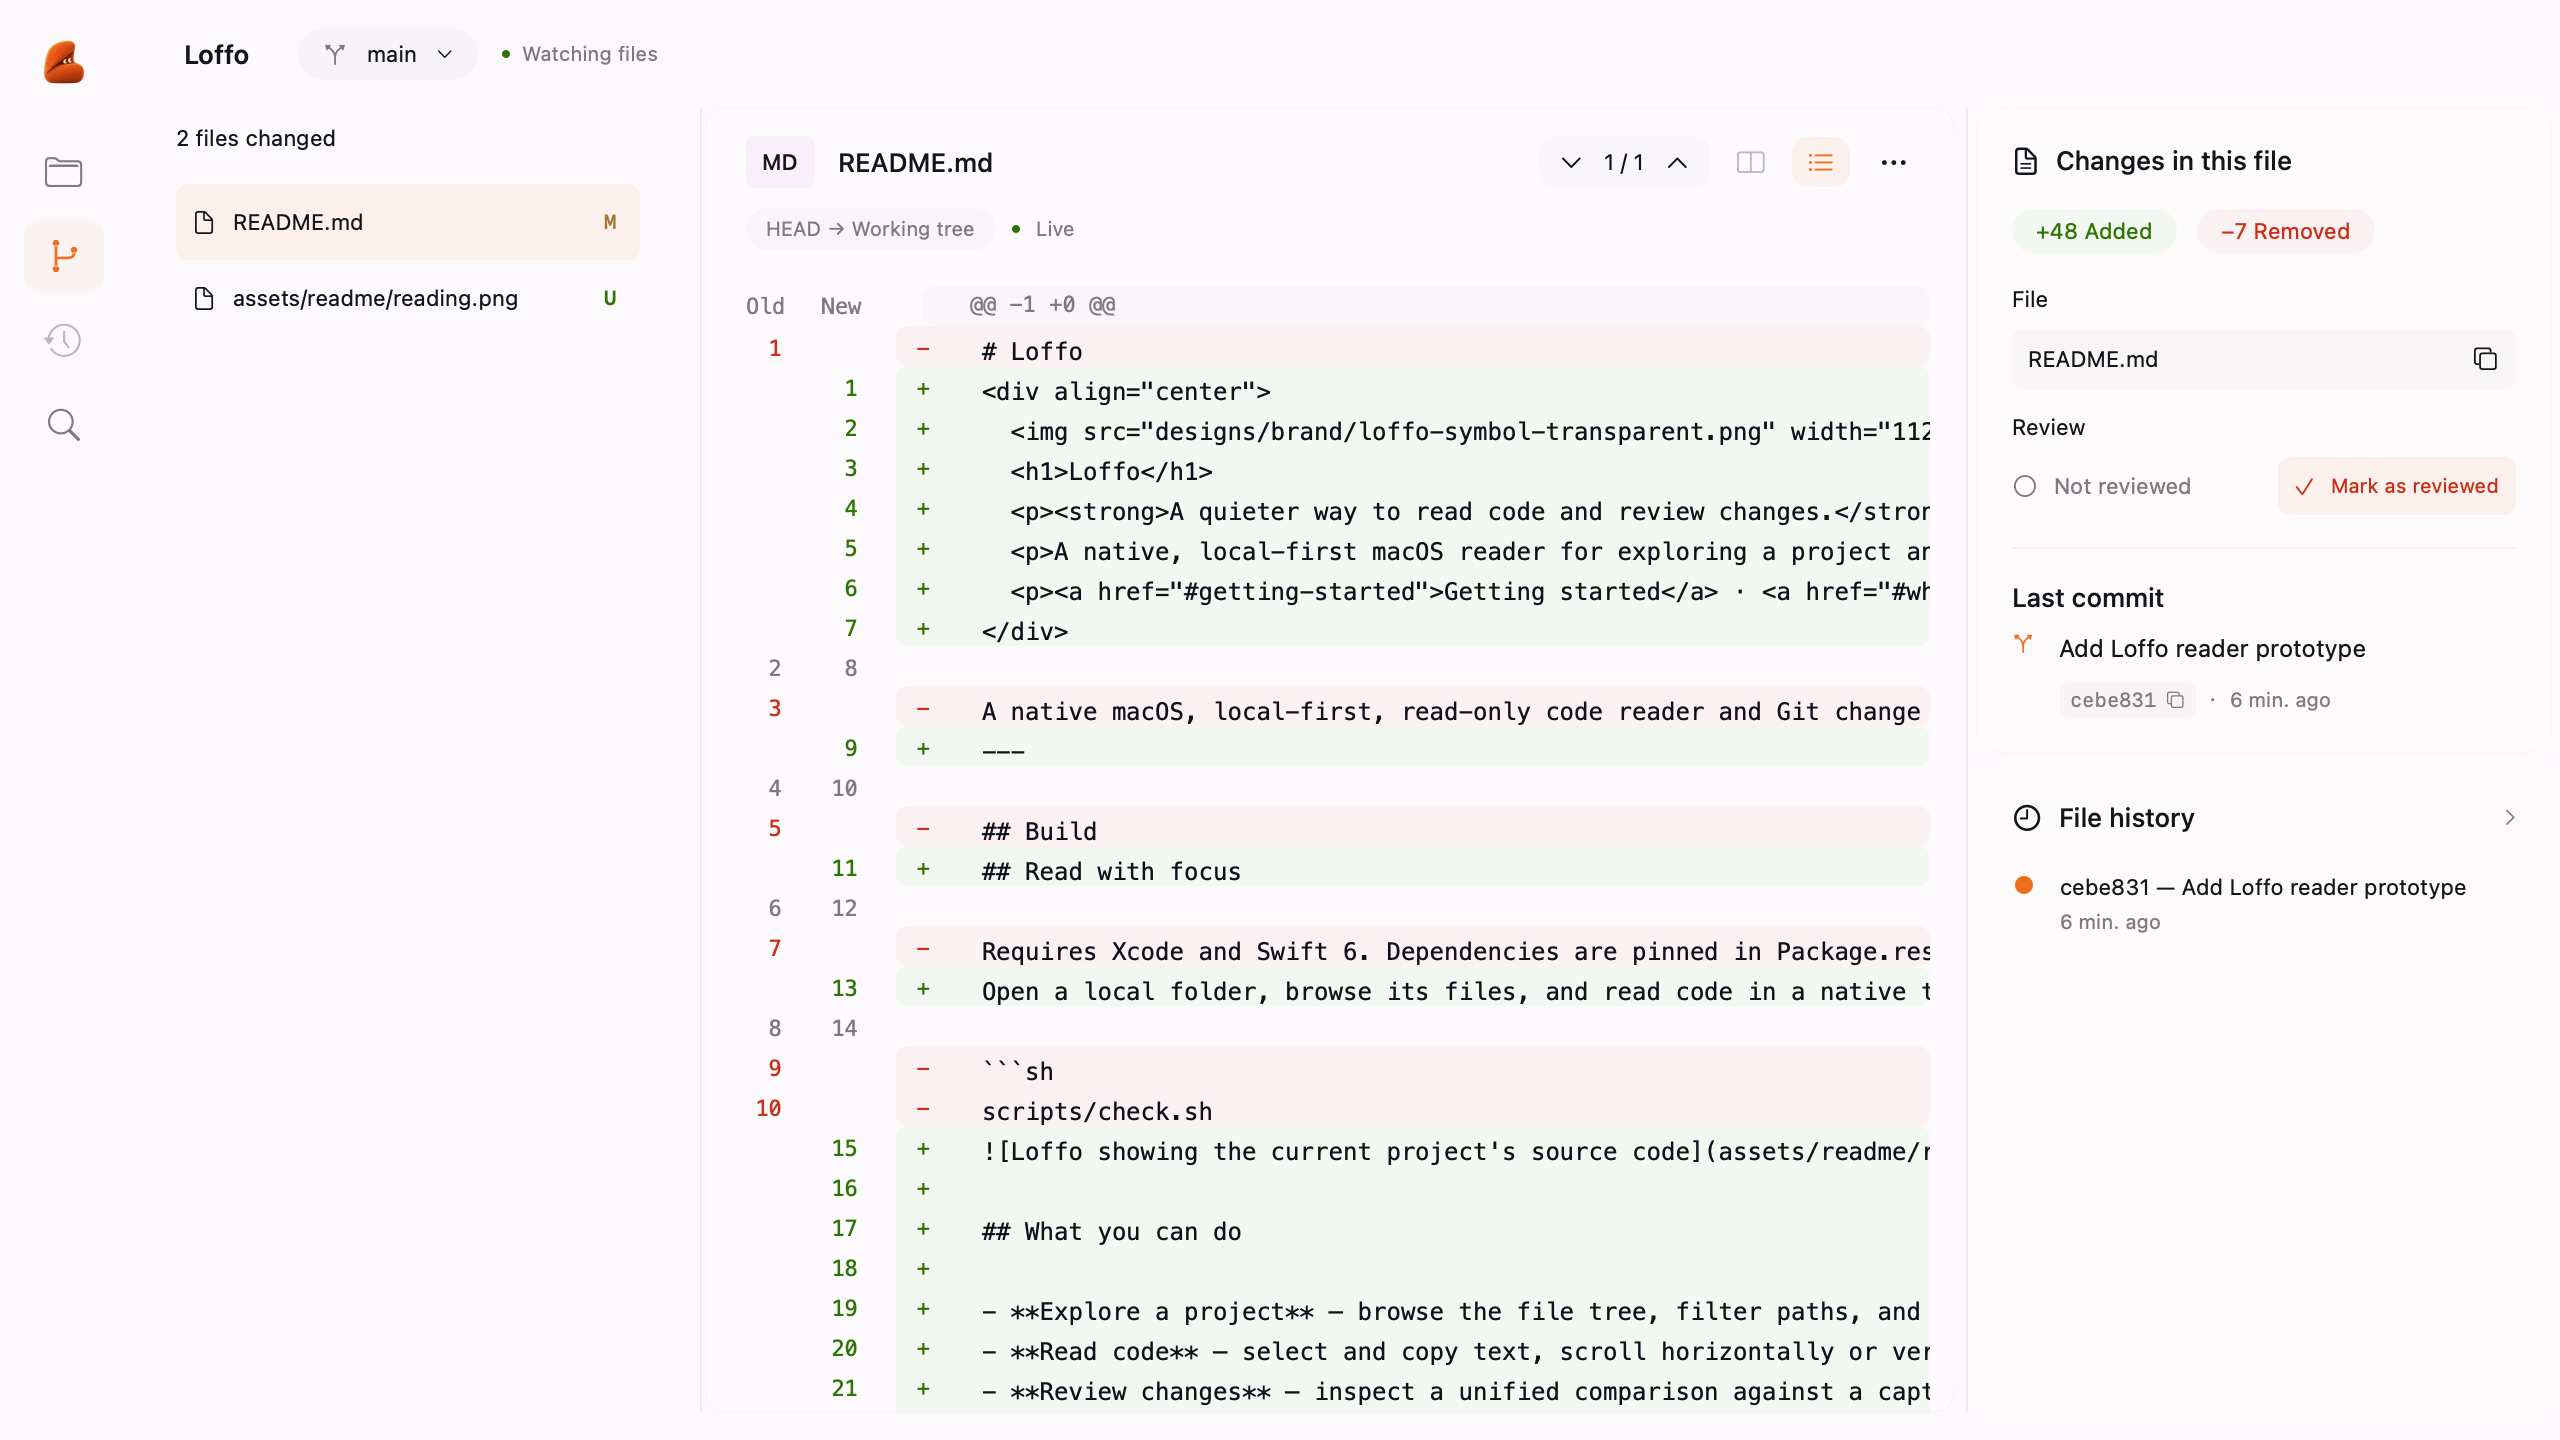 Loffo
main
Watching files
2 files changed
README.md M
assets/readme/reading.png U
MD README.md
1 / 1
HEAD → Working tree
Live
Old New @@ −1 +0 @@
1 − # Loffo
1 + <div align="center">
2 + <img src="designs/brand/loffo-symbol-transparent.png" width="112
3 + <h1>Loffo</h1>
4 + <p><strong>A quieter way to read code and review changes.</stron
5 + <p>A native, local-first macOS reader for exploring a project an
6 + <p><a href="#getting-started">Getting started</a> · <a href="#wh
7 + </div>
2 8
3 − A native macOS, local-first, read-only code reader and Git change
9 + ---
4 10
5 − ## Build
11 + ## Read with focus
6 12
7 − Requires Xcode and Swift 6. Dependencies are pinned in Package.res
13 + Open a local folder, browse its files, and read code in a native t
8 14
9 − ```sh
10 − scripts/check.sh
15 + ![Loffo showing the current project's source code](assets/readme/r
16 +
17 + ## What you can do
18 +
19 + - **Explore a project** — browse the file tree, filter paths, and
20 + - **Read code** — select and copy text, scroll horizontally or ver
21 + - **Review changes** — inspect a unified comparison against a capt
Changes in this file
+48 Added −7 Removed
File
README.md
Review
Not reviewed
Mark as reviewed
Last commit
Add Loffo reader prototype
cebe831 · 6 min. ago
File history
cebe831 — Add Loffo reader prototype
6 min. ago